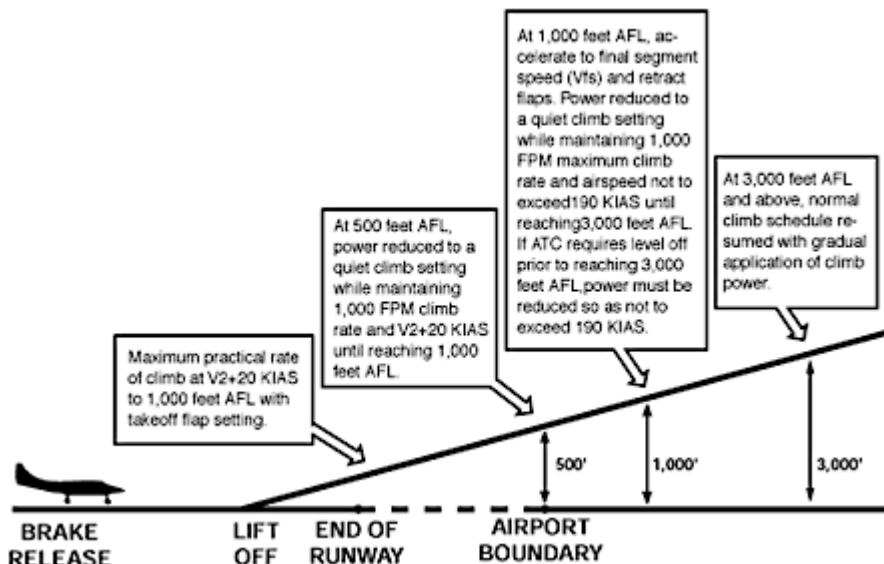 Maximum practical rate
of climb at V2+20 KIAS
to 1,000 feet AFL with
takeoff flap setting.
At 500 feet AFL,
power reduced to a
quiet climb setting
while maintaining
1,000 FPM climb
rate and V2+20 KIAS
until reaching 1,000
feet AFL.
At 1,000 feet AFL, ac-
celerate to final segment
speed (Vfs) and retract
flaps. Power reduced to
a quiet climb setting
while maintaining 1,000
FPM maximum climb
rate and airspeed not to
exceed190 KIAS until
reaching3,000 feet AFL.
If ATC requires level off
prior to reaching 3,000
feet AFL,power must be
reduced so as not to
exceed 190 KIAS.
At 3,000 feet AFL
and above, normal
climb schedule re-
sumed with gradual
application of climb
power.
500'
1,000'
3,000'
BRAKE
RELEASE
LIFT
OFF
END OF
RUNWAY
AIRPORT
BOUNDARY